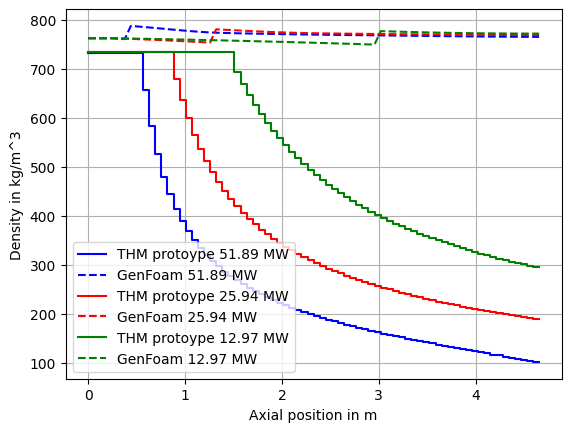 800
700
600
500
400
300
200
100
Density in kg/m^3
THM protoype 51.89 MW
GenFoam 51.89 MW
THM protoype 25.94 MW
GenFoam 25.94 MW
THM protoype 12.97 MW
GenFoam 12.97 MW
0 1 2 3 4
Axial position in m